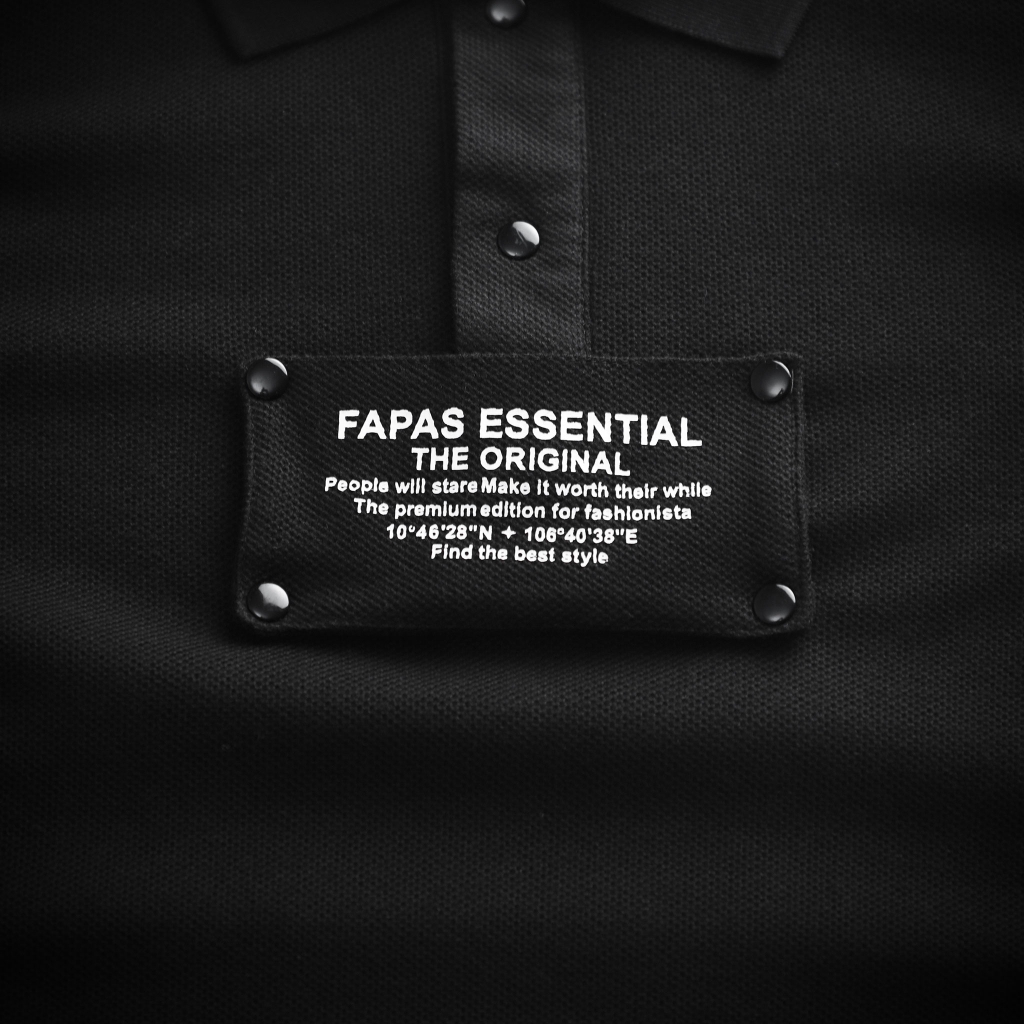 FAPAS ESSENTIAL
THE ORIGINAL
People will stare Make it worth their while
The premium edition for fashionista
10°46'28"N + 106°40'38"E
Find the best style